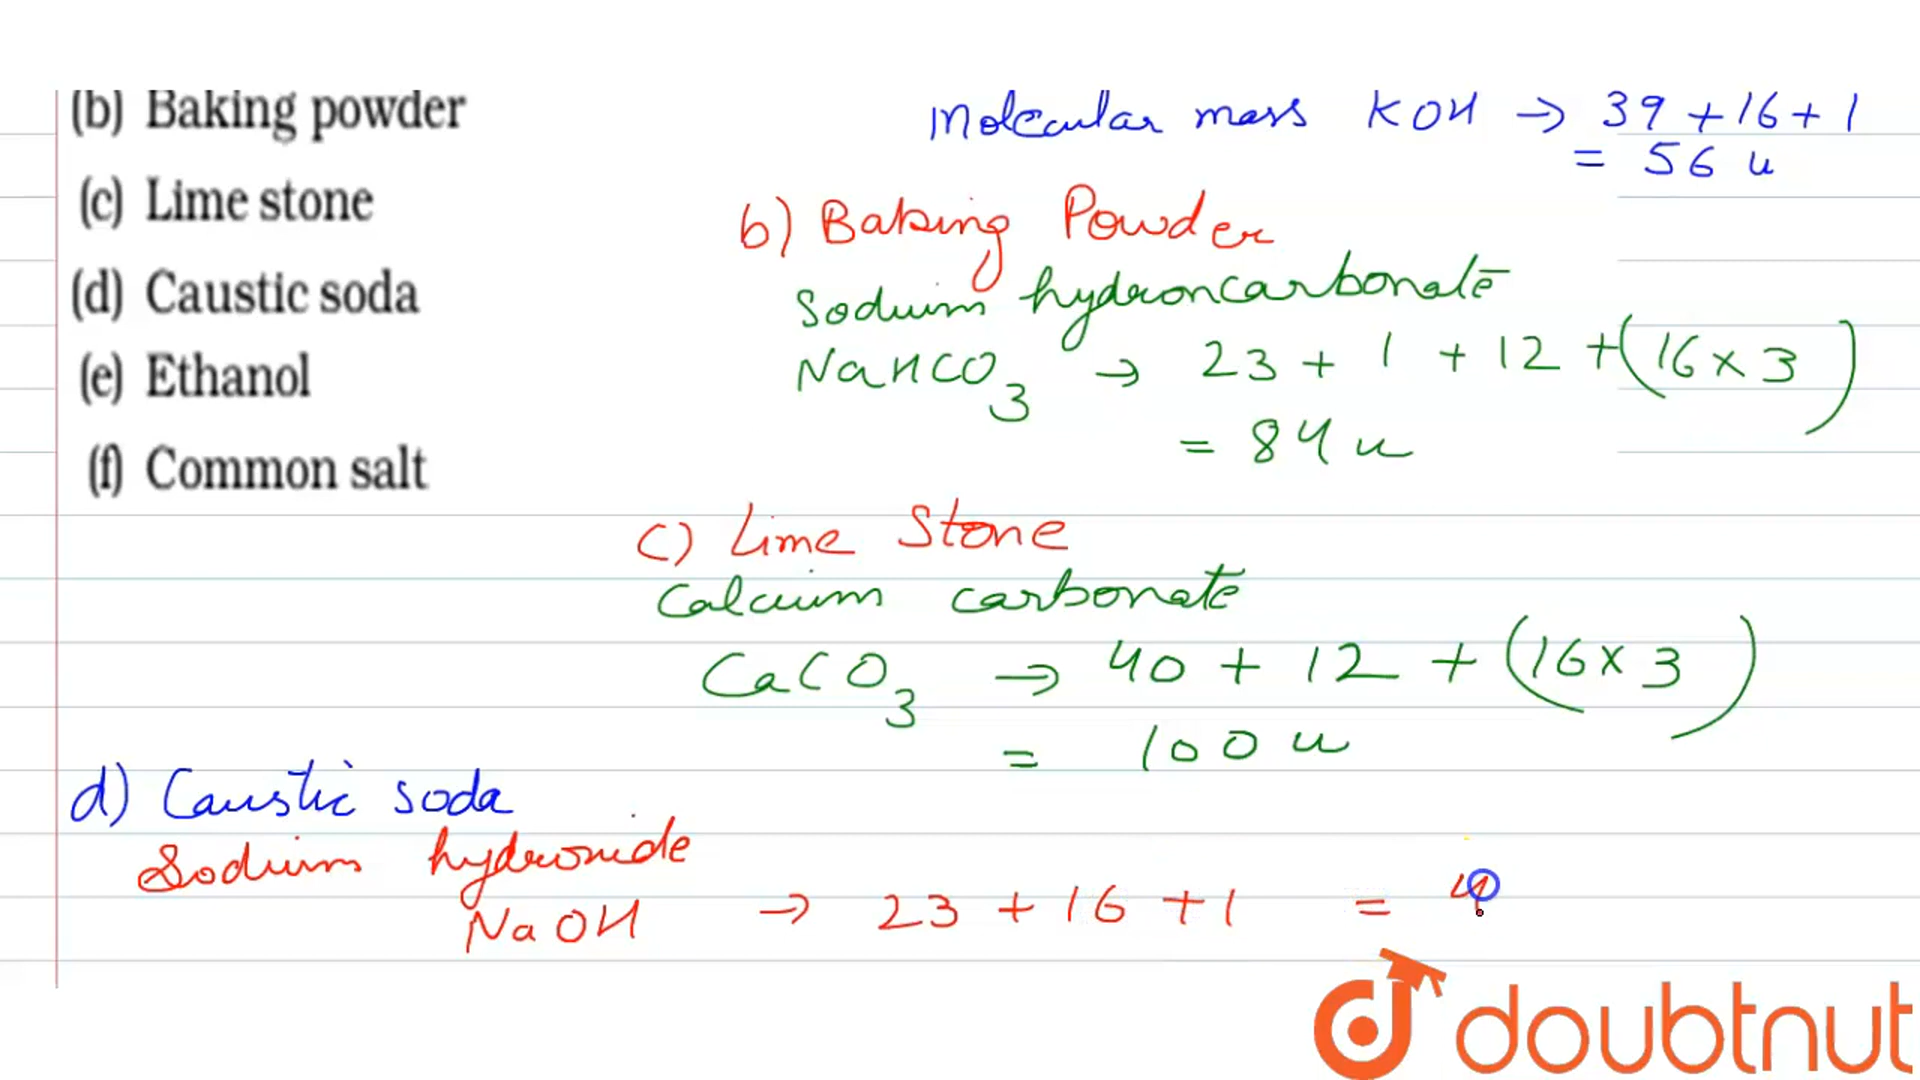 (b) Baking powder
(c) Lime stone
(d) Caustic soda
(e) Ethanol
(f) Common salt
Molecular mass KOH → 39 + 16 + 1
= 56 u
b) Baking Powder
Sodium hydroncarbonate
NaHCO3 → 23 + 1 + 12 + (16 x 3)
= 84 u
c) Lime Stone
Calcium carbonate
CaCO3 → 40 + 12 + (16 x 3)
= 100 u
d) Caustic soda
Sodium hydroxide
NaOH → 23 + 16 + 1 = 4
doubtnut